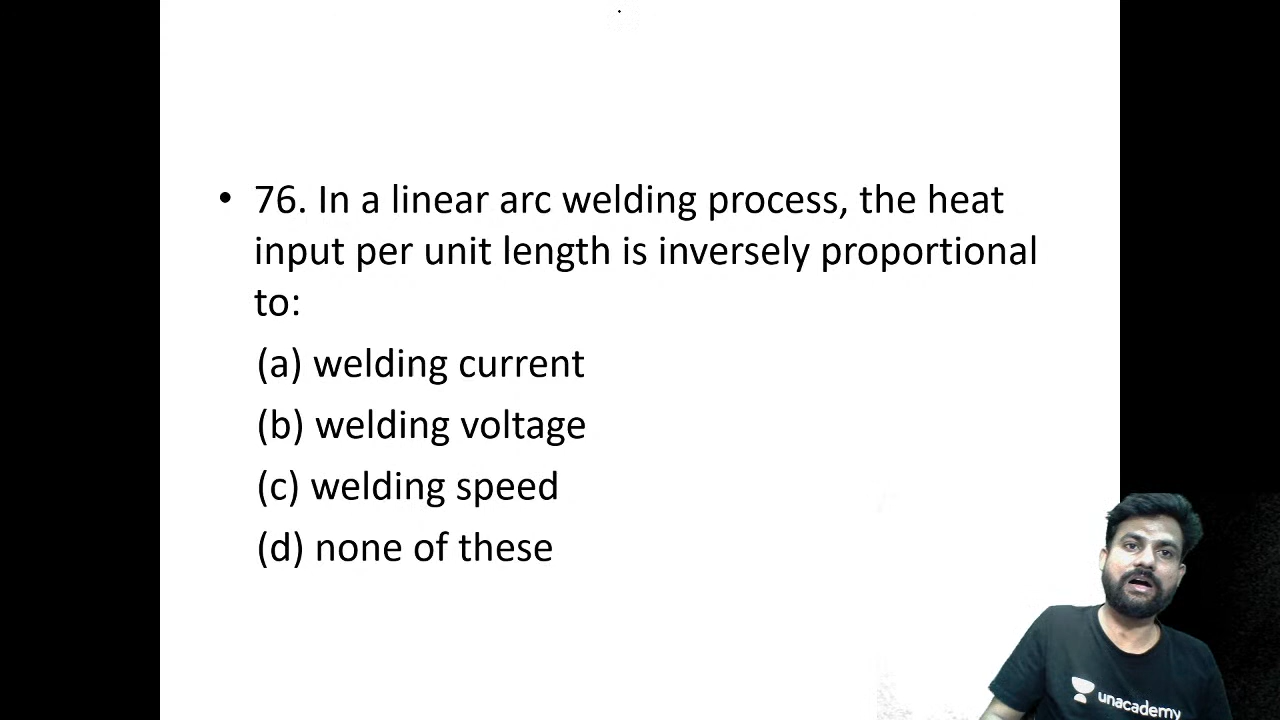 • 76. In a linear arc welding process, the heat
input per unit length is inversely proportional
to:
(a) welding current
(b) welding voltage
(c) welding speed
(d) none of these
unacademy